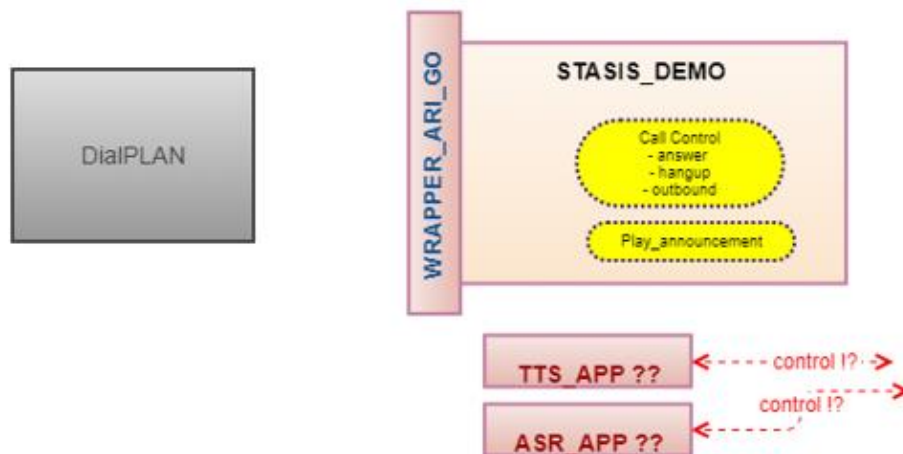 DialPLAN
WRAPPER_ARI_GO
STASIS_DEMO
Call Control
- answer
- hangup
- outbound
Play_announcement
TTS_APP ??
control !?
control !?
ASR_APP ??